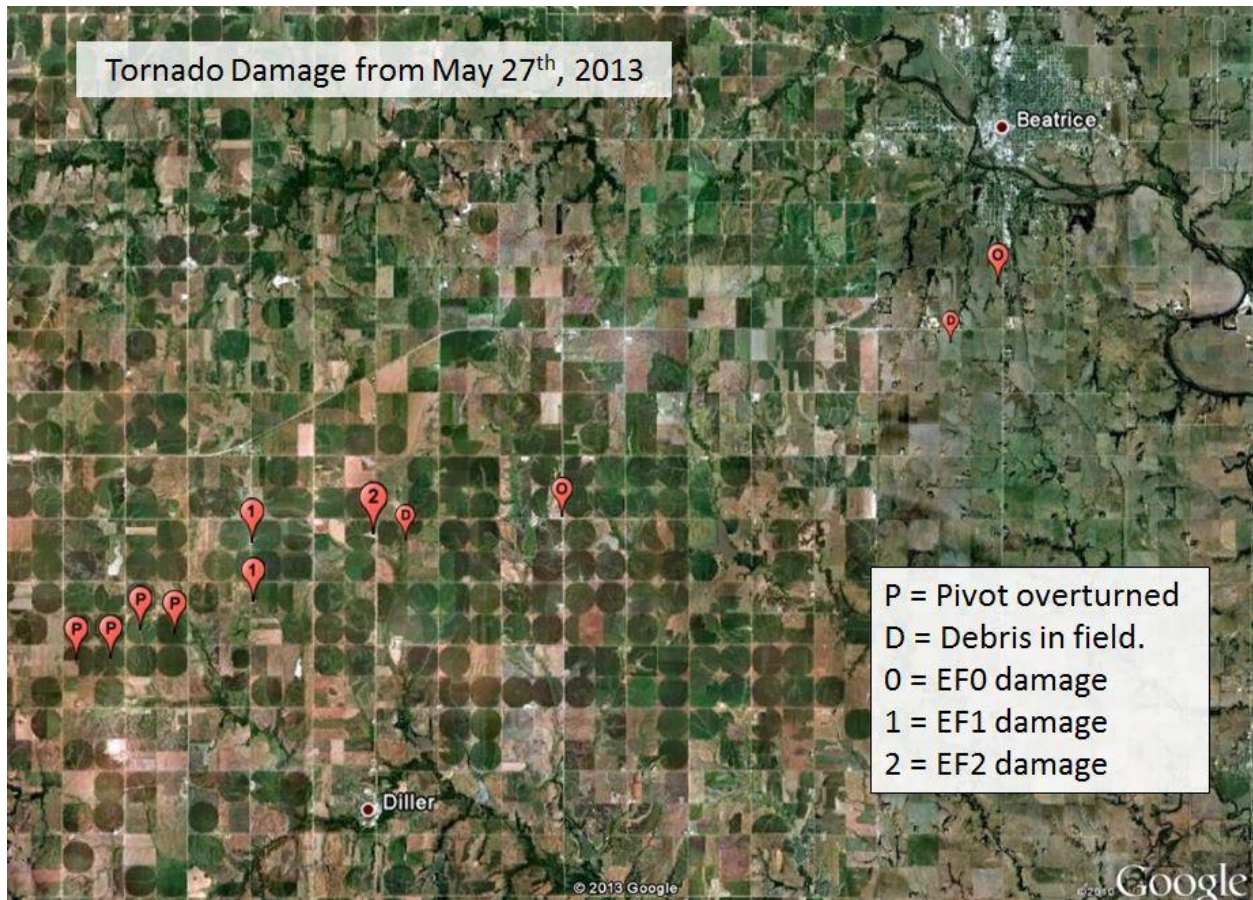 Tornado Damage from May 27th, 2013
Beatrice
O
D
2
1
D
O
1
P
P
P
P
P = Pivot overturned
D = Debris in field.
0 = EF0 damage
1 = EF1 damage
2 = EF2 damage
Diller
© 2013 Google
©2010 Google